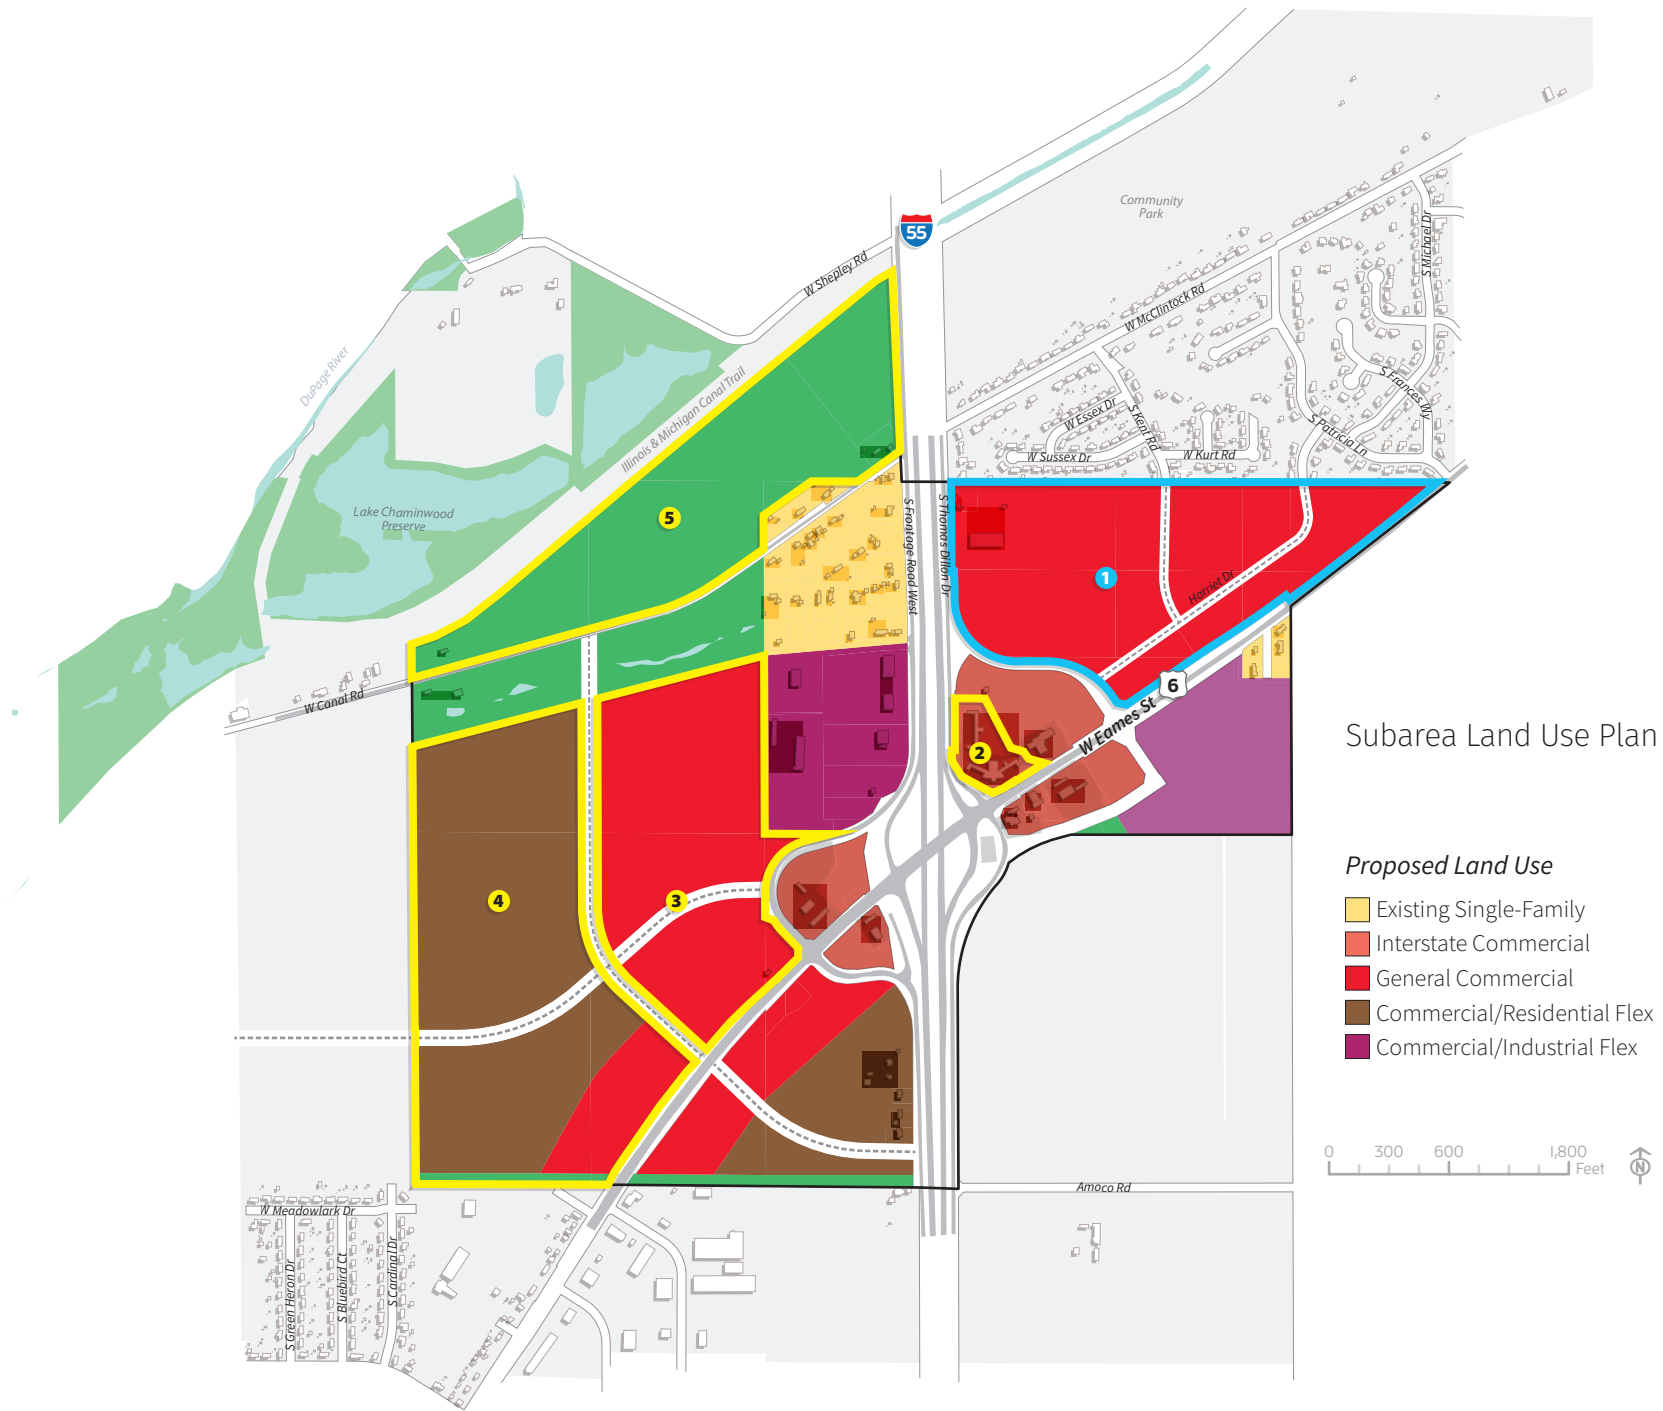 55
Community
Park
S Michael Dr
W Shepley Rd
W McClintock Rd
DuPage River
Illinois & Michigan Canal Trail
S Frances Wy
W Essex Dr
S Kent Rd
S Patricia Ln
W Sussex Dr
W Kurt Rd
Lake Chaminwood
Preserve
5
S Frontage Road West
S Thomas Dillon Dr
1
Harriet Dr
W Canal Rd
6
W Eames St
2
Subarea Land Use Plan
4
3
Proposed Land Use
Existing Single-Family
Interstate Commercial
General Commercial
Commercial/Residential Flex
Commercial/Industrial Flex
0 300 600 1,800
Feet
N
Amoco Rd
W Meadowlark Dr
S Green Heron Dr
S Bluebird Ct
S Cardinal Dr